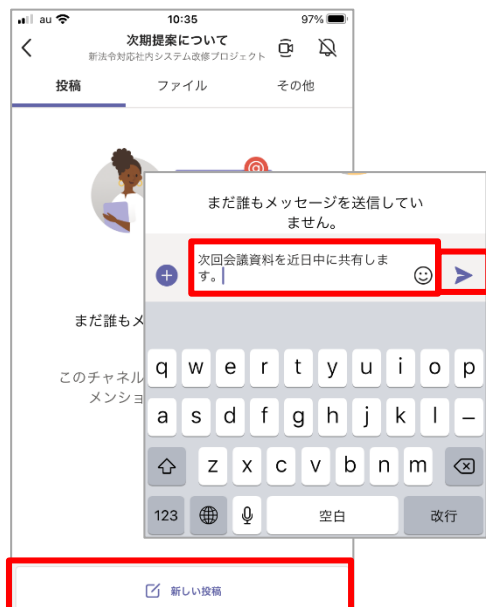 au 10:35 97%
次期提案について
新法令対応社内システム改修プロジェクト
投稿 ファイル その他
@
まだ誰もメッセージを送信してい
ません。
次回会議資料を近日中に共有しま
す。
まだ誰もメ
このチャネル
メンショ
q w e r t y u i o p
a s d f g h j k l –
z x c v b n m
123 空白 改行
新しい投稿